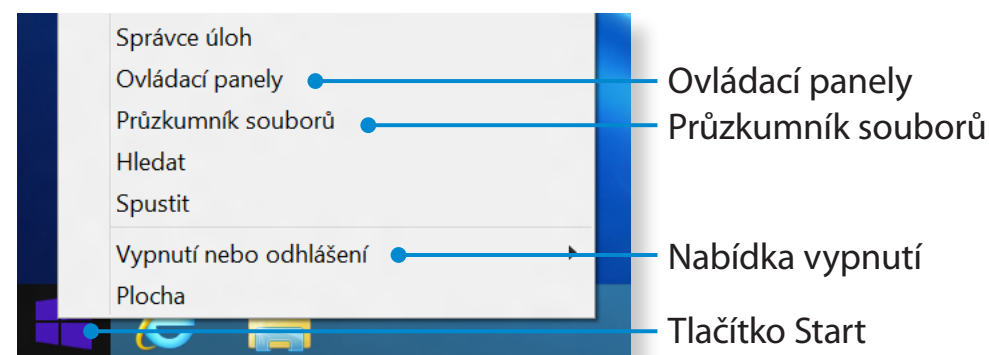 Správce úloh
Ovládací panely
Průzkumník souborů
Hledat
Spustit
Vypnutí nebo odhlášení
Plocha
Ovládací panely
Průzkumník souborů
Nabídka vypnutí
Tlačítko Start